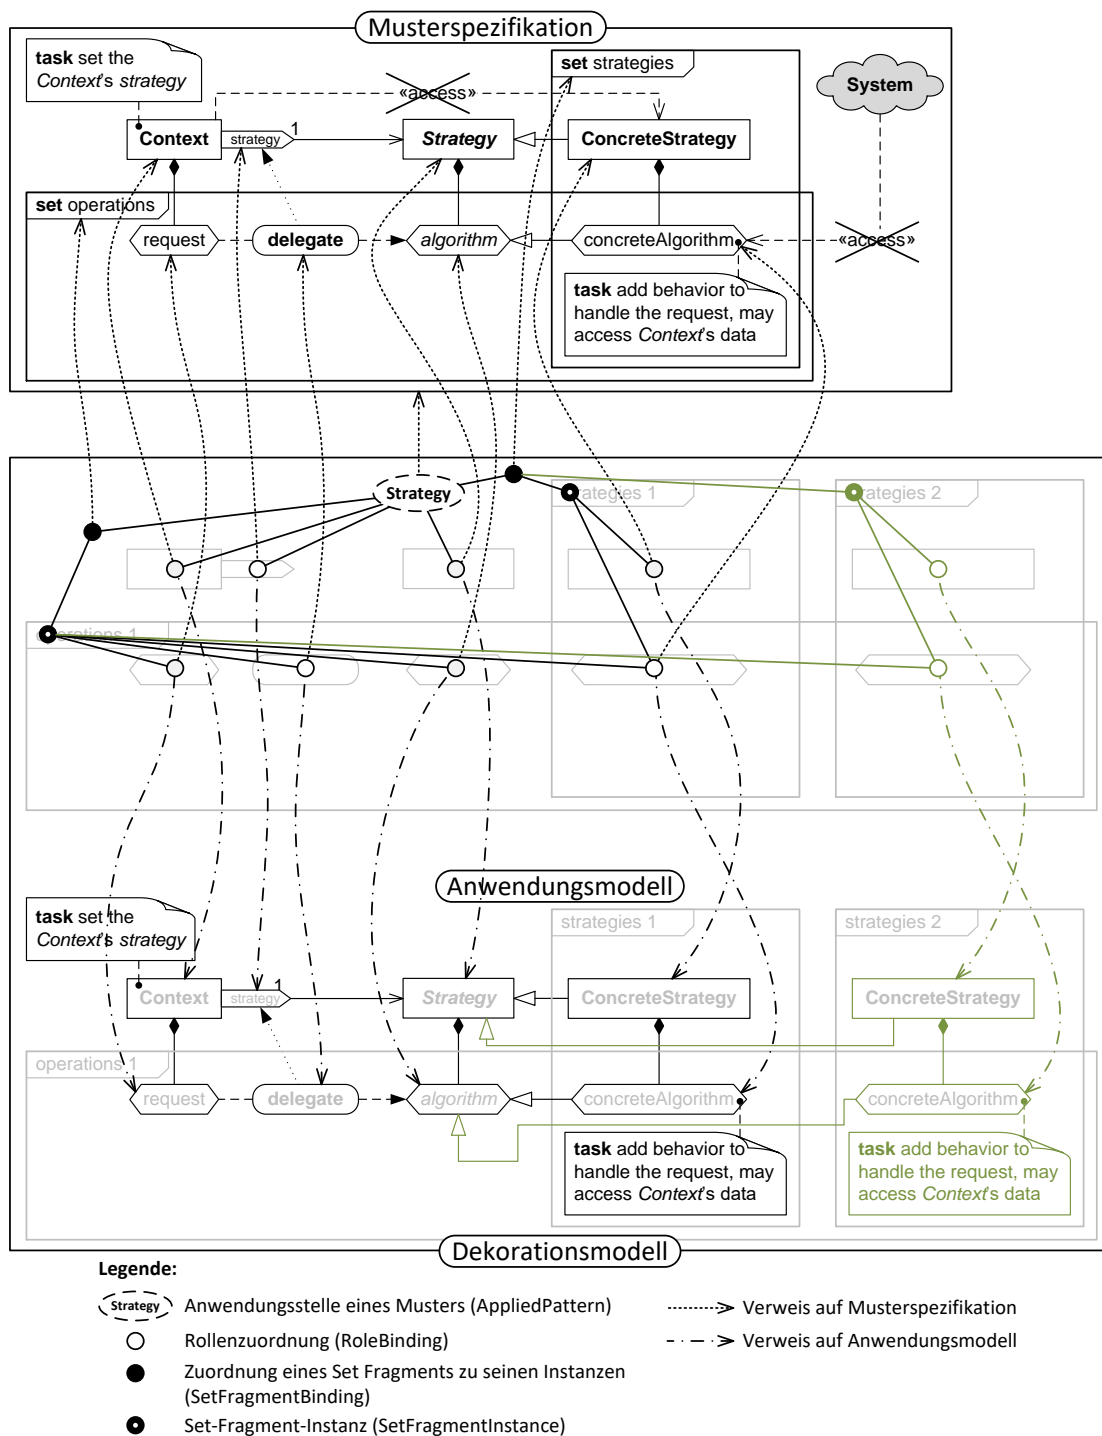 Musterspezifikation
task set the
Context's strategy
set strategies
System
«access»
Context
strategy
1
Strategy
ConcreteStrategy
set operations
request
delegate
algorithm
concreteAlgorithm
«access»
task add behavior to
handle the request, may
access Context's data
Strategy
strategies 1
strategies 2
operations 1
Anwendungsmodell
task set the
Context's strategy
strategies 1
strategies 2
Context
strategy
1
Strategy
ConcreteStrategy
ConcreteStrategy
operations 1
request
delegate
algorithm
concreteAlgorithm
concreteAlgorithm
task add behavior to
handle the request, may
access Context's data
task add behavior to
handle the request, may
access Context's data
Dekorationsmodell
Legende:
Strategy Anwendungsstelle eines Musters (AppliedPattern)
Verweis auf Musterspezifikation
Rollenzuordnung (RoleBinding)
Verweis auf Anwendungsmodell
Zuordnung eines Set Fragments zu seinen Instanzen
(SetFragmentBinding)
Set-Fragment-Instanz (SetFragmentInstance)